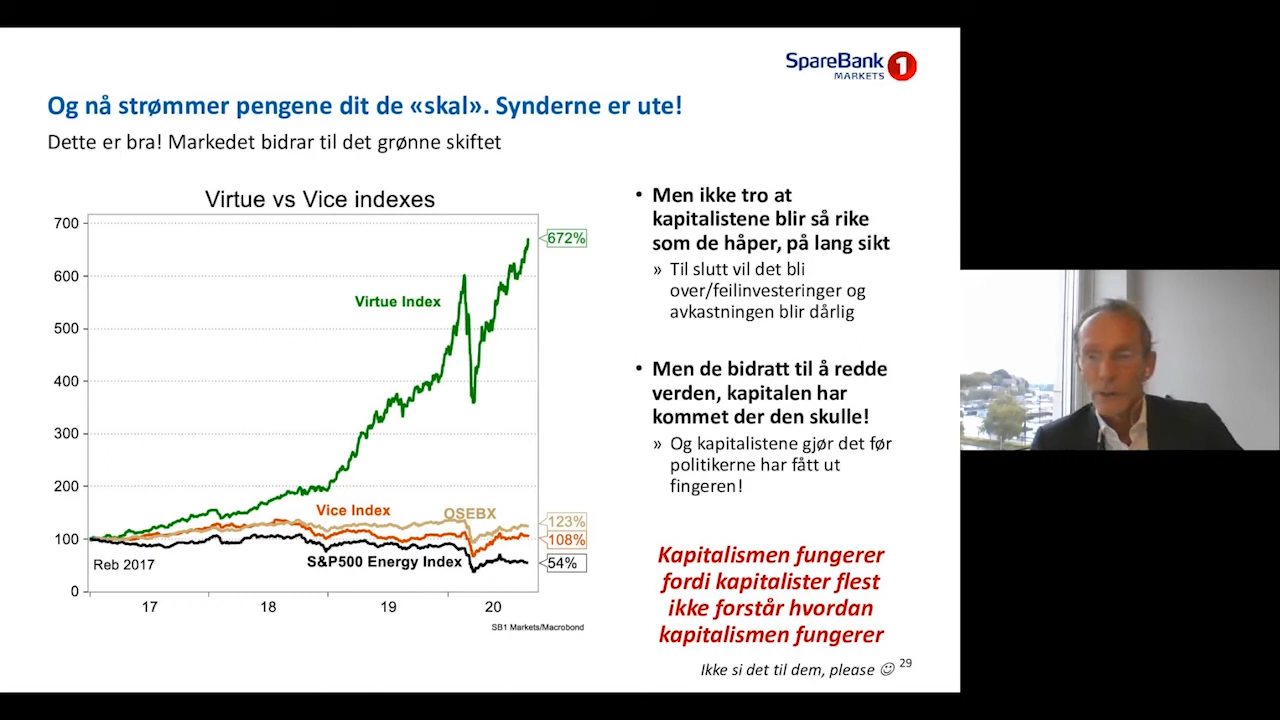 SpareBank 1
MARKETS
Og nå strømmer pengene dit de «skal». Synderne er ute!
Dette er bra! Markedet bidrar til det grønne skiftet
Virtue vs Vice indexes
700
600
500
400
300
200
100
0
672%
Virtue Index
Vice Index
OSEBX
123%
108%
S&P500 Energy Index
54%
Reb 2017
17
18
19
20
SB1 Markets/Macrobond
• Men ikke tro at
kapitalistene blir så rike
som de håper, på lang sikt
» Til slutt vil det bli
over/feilinvesteringer og
avkastningen blir dårlig
• Men de bidratt til å redde
verden, kapitalen har
kommet der den skulle!
» Og kapitalistene gjør det før
politikerne har fått ut
fingeren!
Kapitalismen fungerer
fordi kapitalister flest
ikke forstår hvordan
kapitalismen fungerer
Ikke si det til dem, please ☺ 29